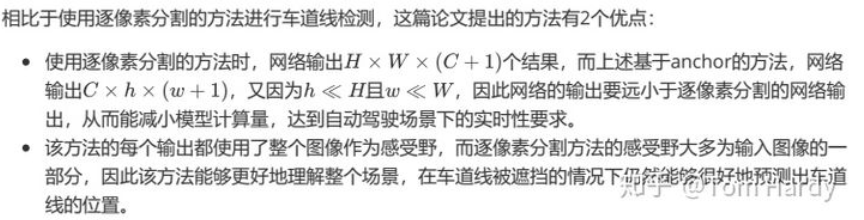 相比于使用逐像素分割的方法进行车道线检测，这篇论文提出的方法有2个优点：
• 使用逐像素分割的方法时，网络输出H × W × (C + 1)个结果，而上述基于anchor的方法，网络
输出C × h × (w + 1)，又因为h ≪ H且w ≪ W，因此网络的输出要远小于逐像素分割的网络输
出，从而能减小模型计算量，达到自动驾驶场景下的实时性要求。
• 该方法的每个输出都使用了整个图像作为感受野，而逐像素分割方法的感受野大多为输入图像的一
部分，因此该方法能够更好地理解整个场景，在车道线被遮挡的情况下仍然能够很好地预测出车道
线的位置。
知乎 @Tom Hardy